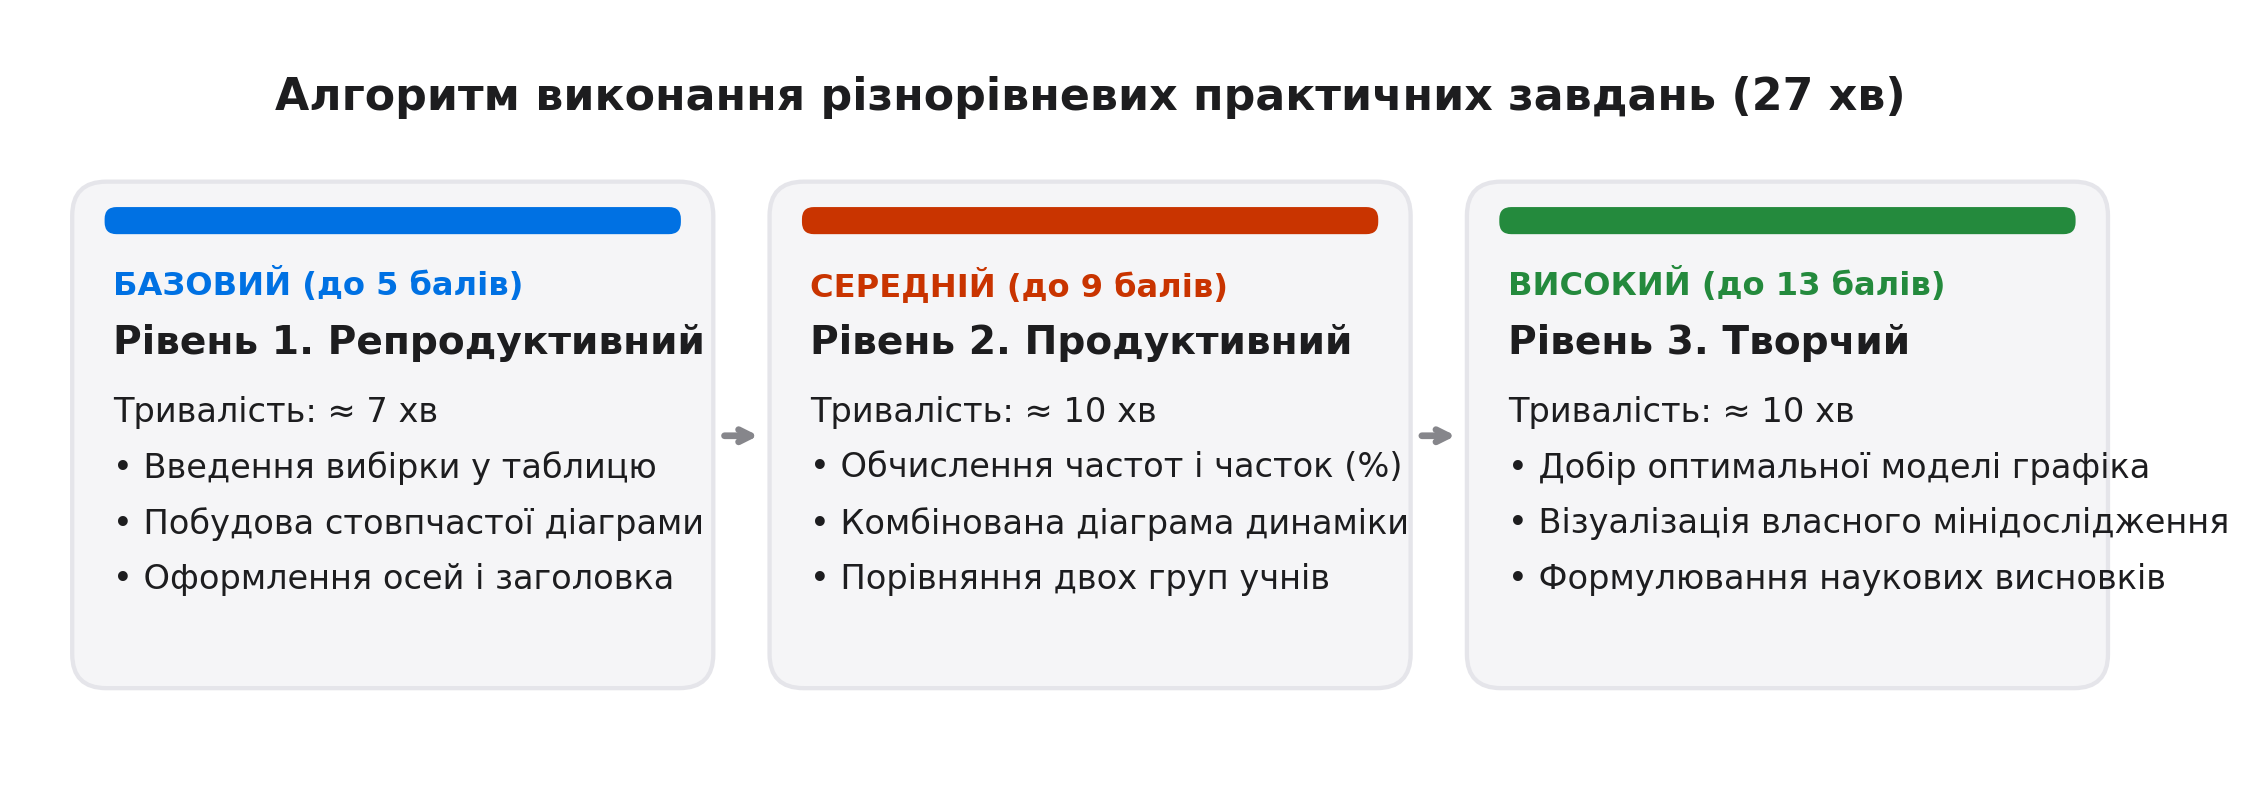 Алгоритм виконання різнорівневих практичних завдань (27 хв)
БАЗОВИЙ (до 5 балів)
Рівень 1. Репродуктивний
Тривалість: ≈ 7 хв
• Введення вибірки у таблицю
• Побудова стовпчастої діаграми
• Оформлення осей і заголовка
СЕРЕДНІЙ (до 9 балів)
Рівень 2. Продуктивний
Тривалість: ≈ 10 хв
• Обчислення частот і часток (%)
• Комбінована діаграма динаміки
• Порівняння двох груп учнів
ВИСОКИЙ (до 13 балів)
Рівень 3. Творчий
Тривалість: ≈ 10 хв
• Добір оптимальної моделі графіка
• Візуалізація власного мінідослідження
• Формулювання наукових висновків